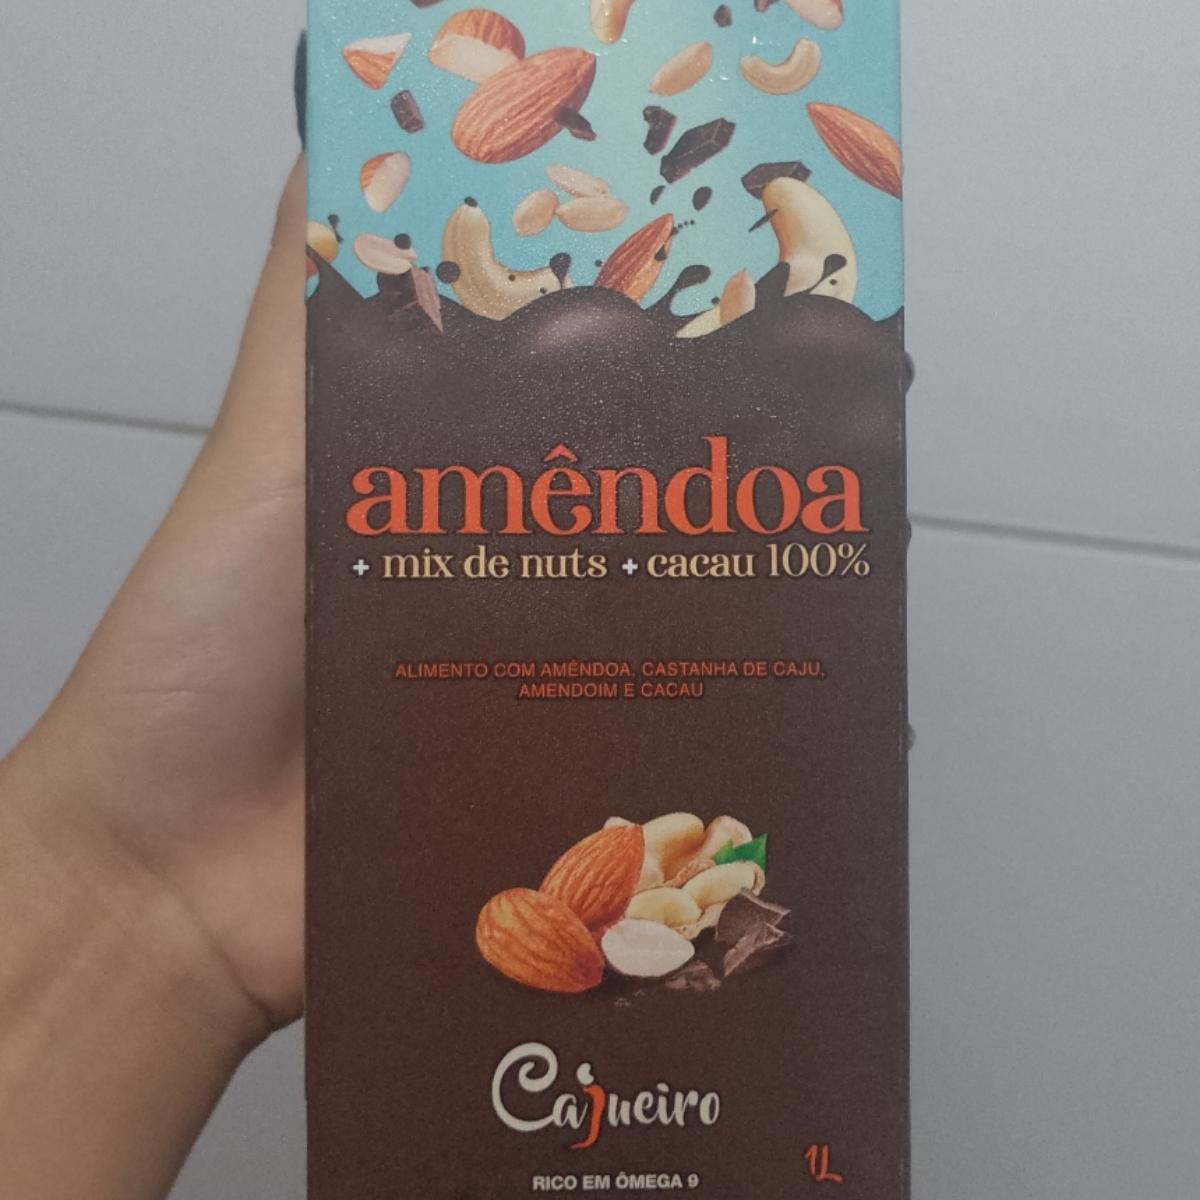 amêndoa
+ mix de nuts + cacau 100%
ALIMENTO COM AMÊNDOA, CASTANHA DE CAJU,
AMENDOIM E CACAU
Cajueiro
1L
RICO EM ÔMEGA 9